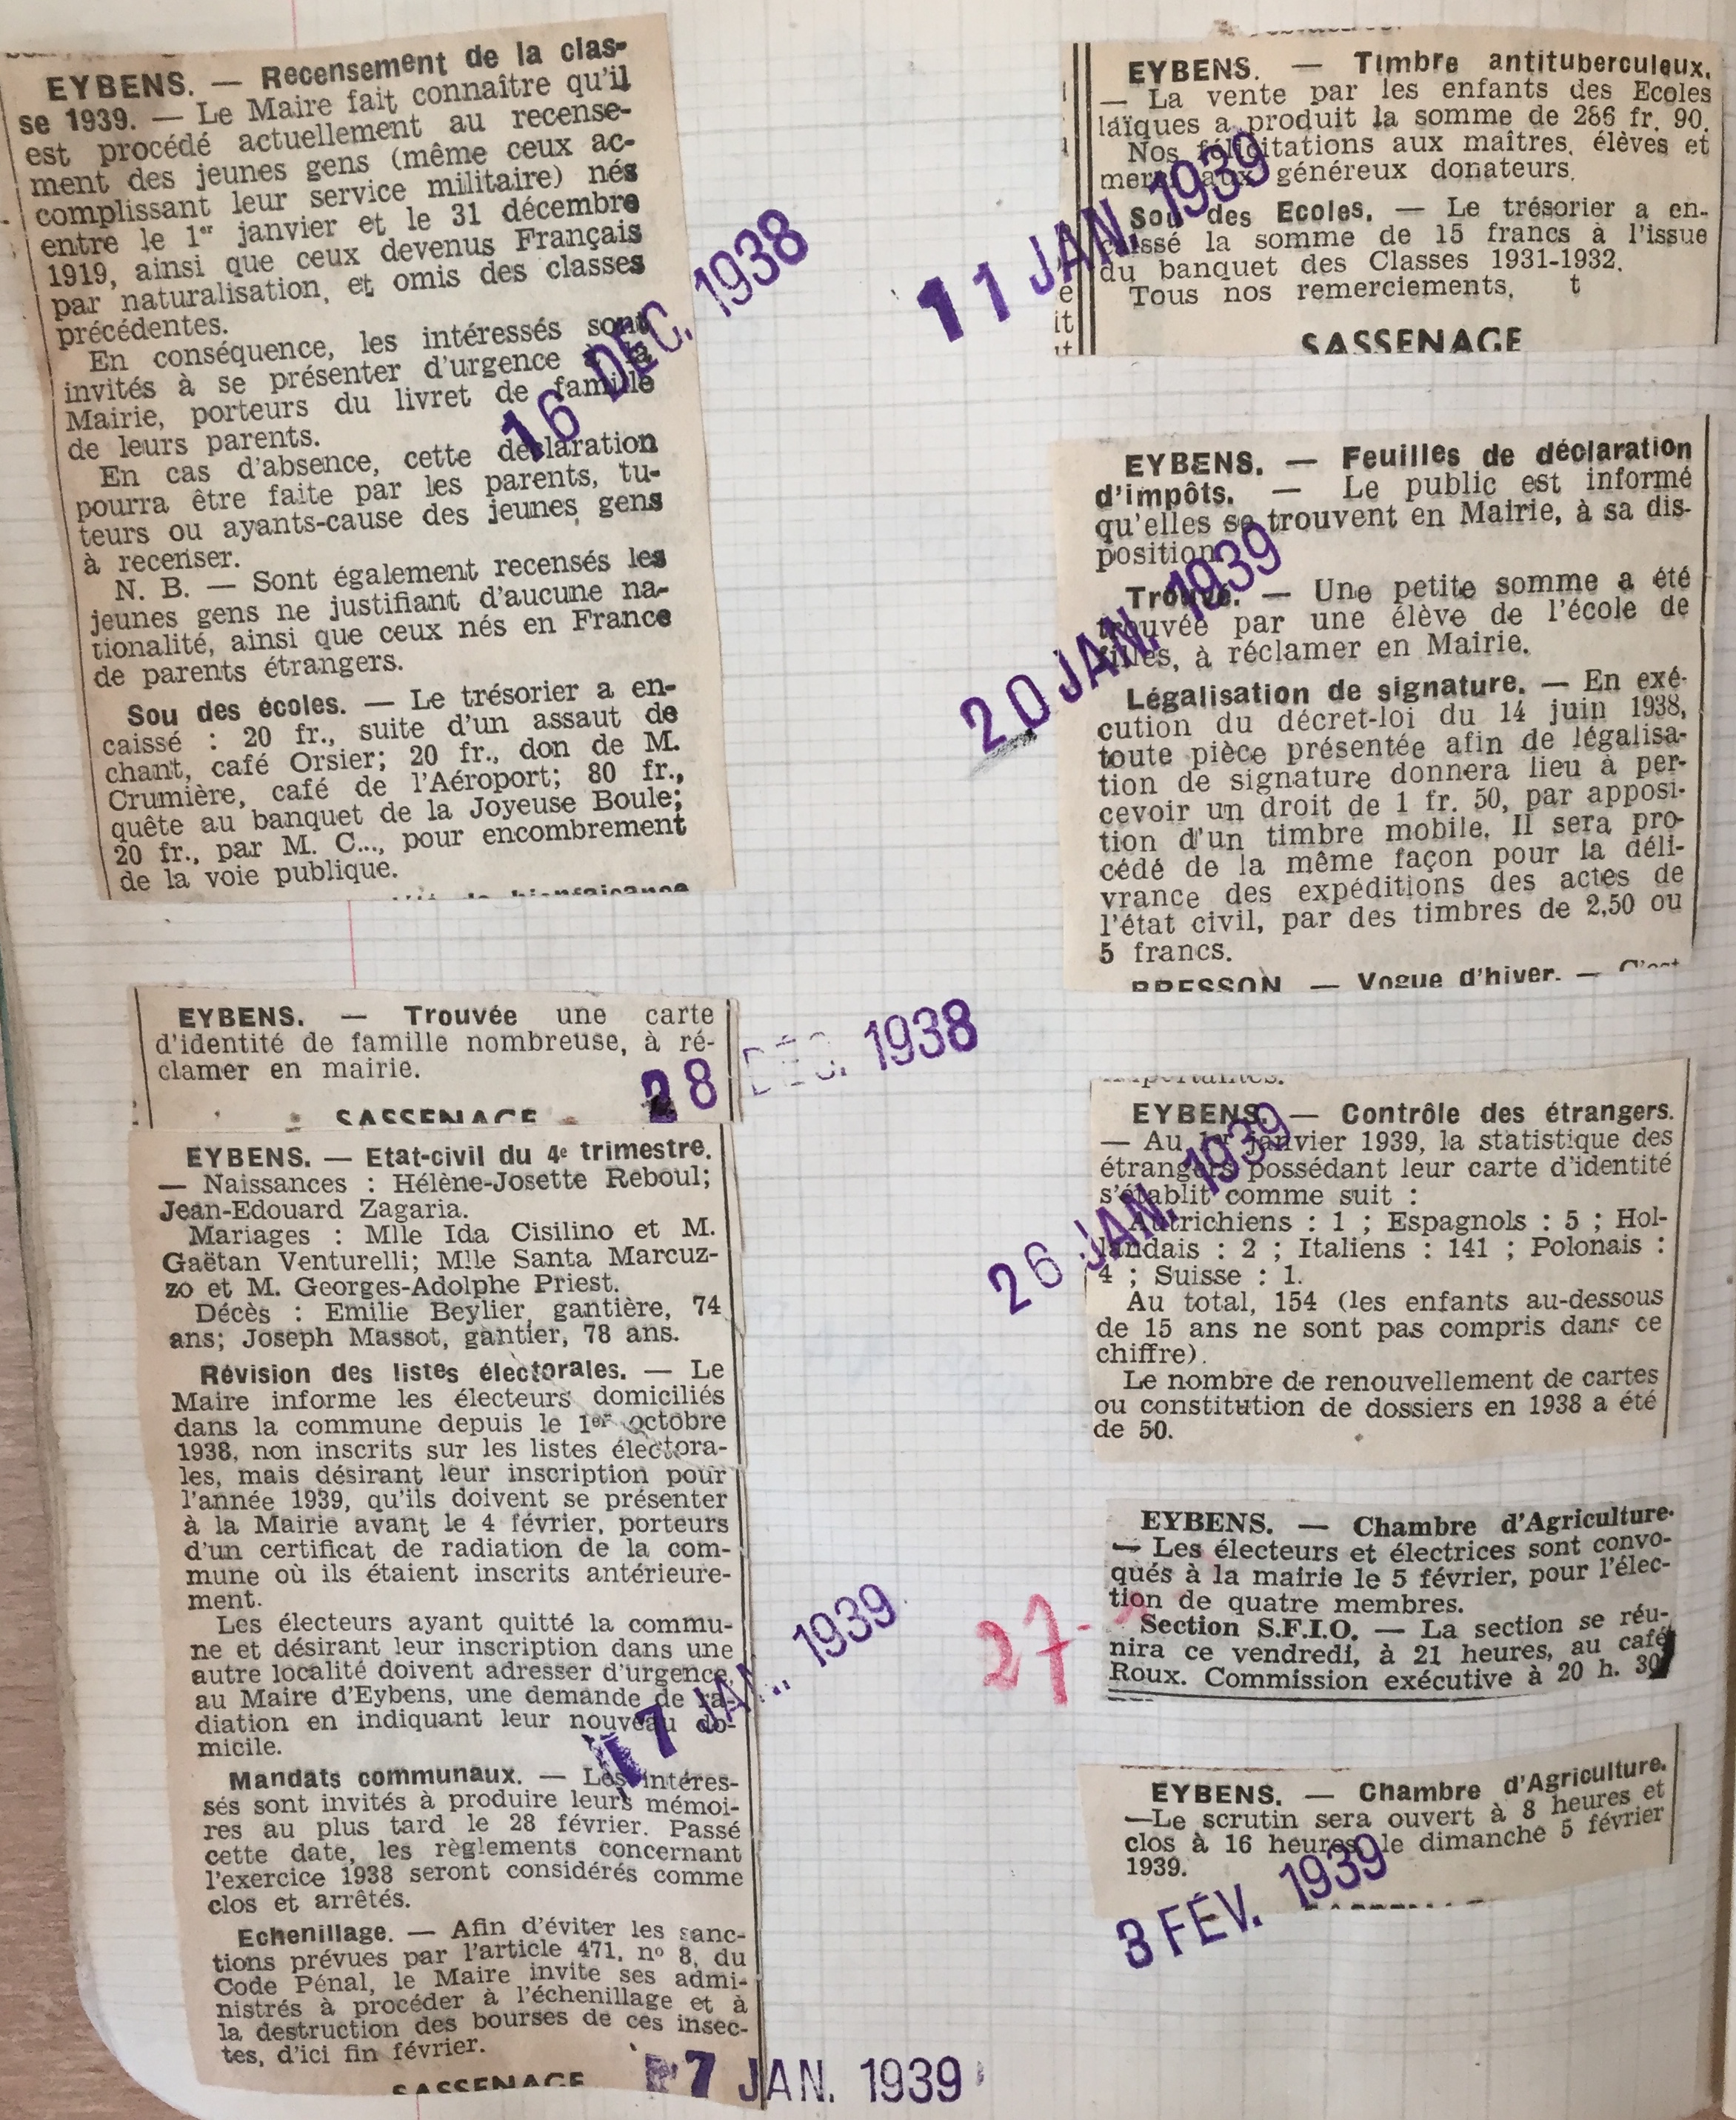 EYBENS. — Recensement de la clas-
se 1939. — Le Maire fait connaître qu'il
est procédé actuellement au recense-
ment des jeunes gens (même ceux ac-
complissant leur service militaire) nés
entre le 1er janvier et le 31 décembre
1919, ainsi que ceux devenus Français
par naturalisation, et omis des classes
précédentes.
En conséquence, les intéressés sont
invités à se présenter d'urgence à la
Mairie, porteurs du livret de famille
de leurs parents.
En cas d'absence, cette déclaration
pourra être faite par les parents, tu-
teurs ou ayants-cause des jeunes gens
à recenser.
N. B. — Sont également recensés les
jeunes gens ne justifiant d'aucune na-
tionalité, ainsi que ceux nés en France
de parents étrangers.
Sou des écoles. — Le trésorier a en-
caissé : 20 fr., suite d'un assaut de
chant, café Orsier; 20 fr., don de M.
Crumière, café de l'Aéroport; 80 fr.,
quête au banquet de la Joyeuse Boule;
20 fr., par M. C..., pour encombrement
de la voie publique.
de bienfaisance
16 DÉC. 1938
EYBENS. — Trouvée une carte
d'identité de famille nombreuse, à ré-
clamer en mairie.
SASSENAGE
28 DÉC. 1938
EYBENS. — Etat-civil du 4e trimestre.
— Naissances : Hélène-Josette Reboul;
Jean-Edouard Zagaria.
Mariages : Mlle Ida Cisilino et M.
Gaëtan Venturelli; Mlle Santa Marcuz-
zo et M. Georges-Adolphe Priest.
Décès : Emilie Beylier, gantière, 74
ans; Joseph Massot, gantier, 78 ans.
Révision des listes électorales. — Le
Maire informe les électeurs domiciliés
dans la commune depuis le 1er octobre
1938, non inscrits sur les listes électora-
les, mais désirant leur inscription pour
l'année 1939, qu'ils doivent se présenter
à la Mairie avant le 4 février, porteurs
d'un certificat de radiation de la com-
mune où ils étaient inscrits antérieure-
ment.
Les électeurs ayant quitté la commu-
ne et désirant leur inscription dans une
autre localité doivent adresser d'urgence,
au Maire d'Eybens, une demande de ra-
diation en indiquant leur nouveau do-
micile.
Mandats communaux. — Les intéres-
sés sont invités à produire leurs mémoi-
res au plus tard le 28 février. Passé
cette date, les règlements concernant
l'exercice 1938 seront considérés comme
clos et arrêtés.
Echenillage. — Afin d'éviter les sanc-
tions prévues par l'article 471, no 8, du
Code Pénal, le Maire invite ses admi-
nistrés à procéder à l'échenillage et à
la destruction des bourses de ces insec-
tes, d'ici fin février.
SASSENAGE
7 JAN. 1939
7 JAN. 1939
EYBENS. — Timbre antituberculeux.
— La vente par les enfants des Ecoles
laïques a produit la somme de 286 fr. 90.
Nos félicitations aux maîtres, élèves et
merci aux généreux donateurs.
Sou des Ecoles. — Le trésorier a en-
caissé la somme de 15 francs à l'issue
du banquet des Classes 1931-1932.
Tous nos remerciements. t
SASSENAGE
11 JAN. 1939
EYBENS. — Feuilles de déclaration
d'impôts. — Le public est informé
qu'elles se trouvent en Mairie, à sa dis-
position.
Trouvé. — Une petite somme a été
trouvée par une élève de l'école de
filles, à réclamer en Mairie.
Légalisation de signature. — En exé-
cution du décret-loi du 14 juin 1938,
toute pièce présentée afin de légalisa-
tion de signature donnera lieu à per-
cevoir un droit de 1 fr. 50, par apposi-
tion d'un timbre mobile. Il sera pro-
cédé de la même façon pour la déli-
vrance des expéditions des actes de
l'état civil, par des timbres de 2,50 ou
5 francs.
BRESSON. — Vogue d'hiver. — C'est
20 JAN. 1939
importantes.
EYBENS. — Contrôle des étrangers.
— Au 1er janvier 1939, la statistique des
étrangers possédant leur carte d'identité
s'établit comme suit :
Autrichiens : 1 ; Espagnols : 5 ; Hol-
landais : 2 ; Italiens : 141 ; Polonais :
4 ; Suisse : 1.
Au total, 154 (les enfants au-dessous
de 15 ans ne sont pas compris dans ce
chiffre).
Le nombre de renouvellement de cartes
ou constitution de dossiers en 1938 a été
de 50.
26 JAN. 1939
EYBENS. — Chambre d'Agriculture.
— Les électeurs et électrices sont convo-
qués à la mairie le 5 février, pour l'élec-
tion de quatre membres.
Section S.F.I.O. — La section se réu-
nira ce vendredi, à 21 heures, au café
Roux. Commission exécutive à 20 h. 30
27-
EYBENS. — Chambre d'Agriculture.
—Le scrutin sera ouvert à 8 heures et
clos à 16 heures, le dimanche 5 février
1939.
3 FÉV. 1939